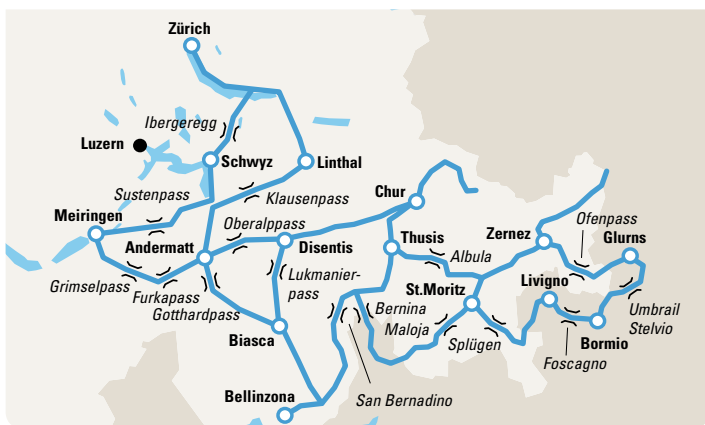 Zürich
Ibergeregg
Luzern
Schwyz
Linthal
Sustenpass
Klausenpass
Chur
Meiringen
Oberalppass
Andermatt
Disentis
Thusis
Zernez
Ofenpass
Glurns
Albula
Grimselpass
Furkapass
Lukmanier-
pass
St.Moritz
Livigno
Gotthardpass
Bernina
Maloja
Umbrail
Stelvio
Biasca
Splügen
Bormio
Foscagno
Bellinzona
San Bernadino